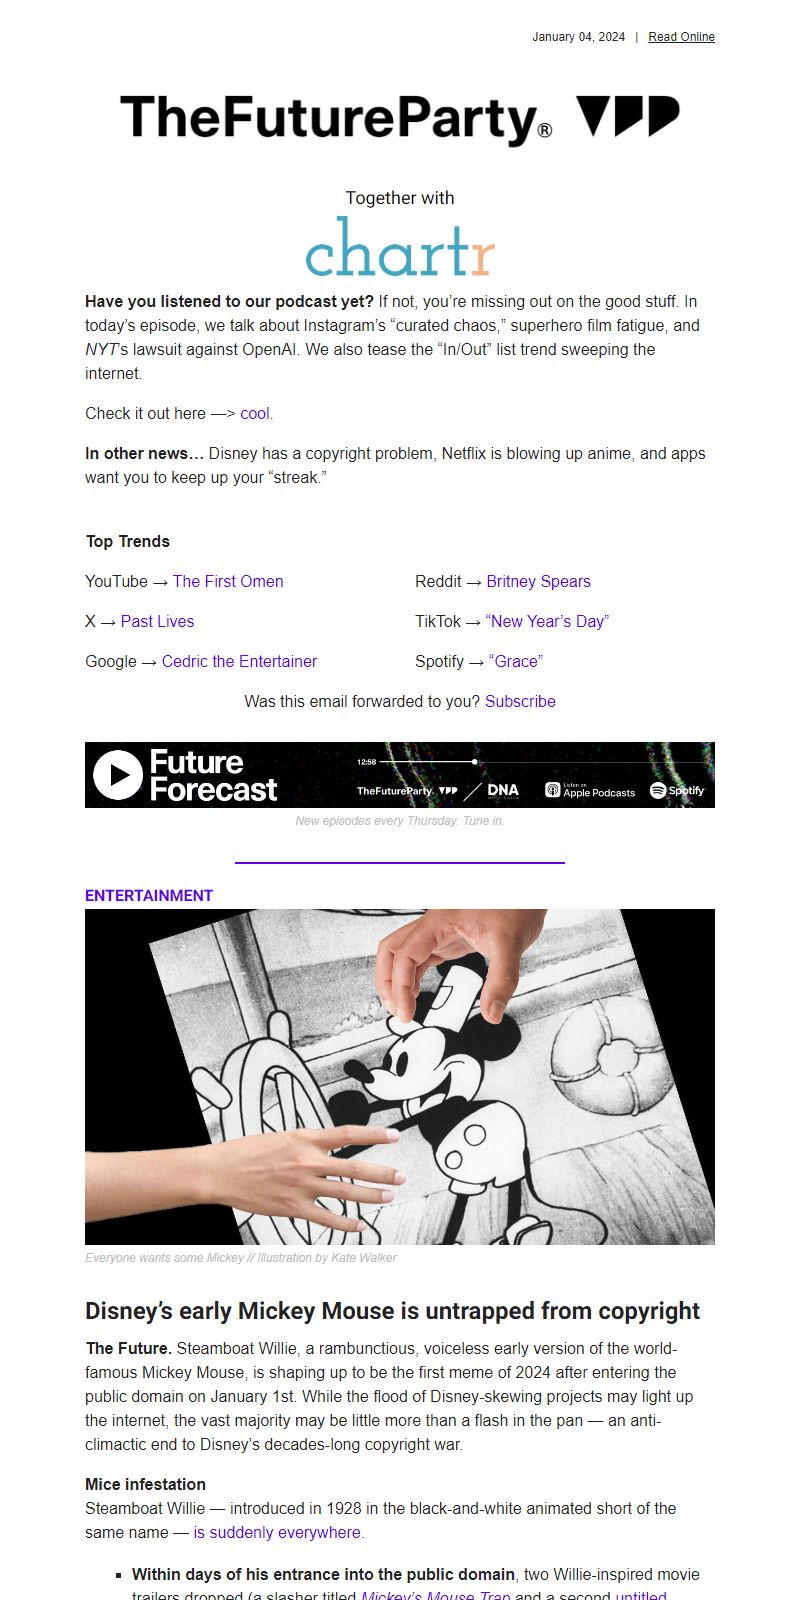 January 04, 2024 | Read Online
TheFutureParty®
Together with
chartr
Have you listened to our podcast yet? If not, you’re missing out on the good stuff. In
today’s episode, we talk about Instagram’s “curated chaos,” superhero film fatigue, and
NYT’s lawsuit against OpenAI. We also tease the “In/Out” list trend sweeping the
internet.
Check it out here —> cool.
In other news… Disney has a copyright problem, Netflix is blowing up anime, and apps
want you to keep up your “streak.”
Top Trends
YouTube → The First Omen
Reddit → Britney Spears
X → Past Lives
TikTok → “New Year’s Day”
Google → Cedric the Entertainer
Spotify → “Grace”
Was this email forwarded to you? Subscribe
Future
Forecast
12:58
TheFutureParty. DNA
Listen on
Apple Podcasts
Spotify
New episodes every Thursday. Tune in.
ENTERTAINMENT
Everyone wants some Mickey // Illustration by Kate Walker
Disney’s early Mickey Mouse is untrapped from copyright
The Future. Steamboat Willie, a rambunctious, voiceless early version of the world-
famous Mickey Mouse, is shaping up to be the first meme of 2024 after entering the
public domain on January 1st. While the flood of Disney-skewing projects may light up
the internet, the vast majority may be little more than a flash in the pan — an anti-
climactic end to Disney’s decades-long copyright war.
Mice infestation
Steamboat Willie — introduced in 1928 in the black-and-white animated short of the
same name — is suddenly everywhere.
▪ Within days of his entrance into the public domain, two Willie-inspired movie
trailers dropped (a slasher titled Mickey’s Mouse Trap and a second untitled